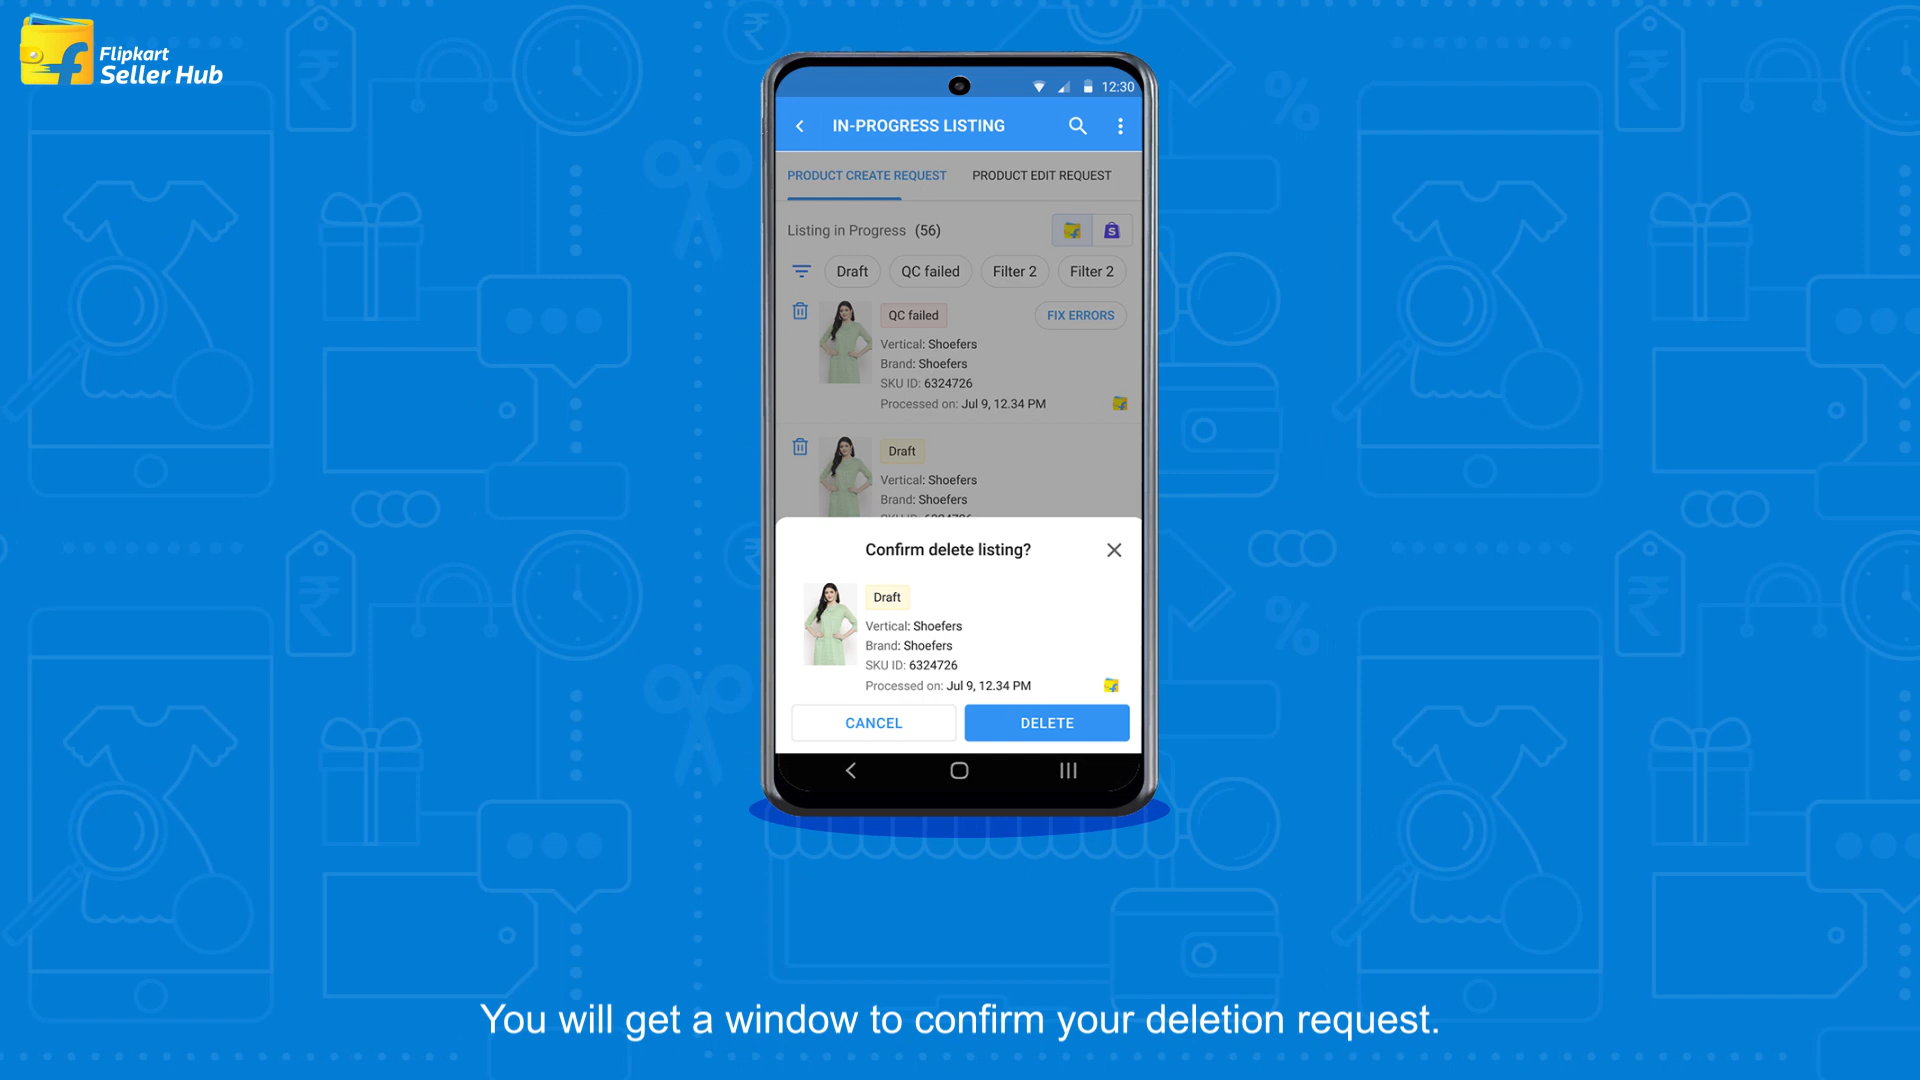 Flipkart
Seller Hub
12:30
IN-PROGRESS LISTING
PRODUCT CREATE REQUEST PRODUCT EDIT REQUEST
Listing in Progress (56)
Draft QC failed Filter 2 Filter 2
QC failed FIX ERRORS
Vertical: Shoefers
Brand: Shoefers
SKU ID: 6324726
Processed on: Jul 9, 12.34 PM
Draft
Vertical: Shoefers
Brand: Shoefers
SKU ID: 6324726
Confirm delete listing?
Draft
Vertical: Shoefers
Brand: Shoefers
SKU ID: 6324726
Processed on: Jul 9, 12.34 PM
CANCEL DELETE
You will get a window to confirm your deletion request.